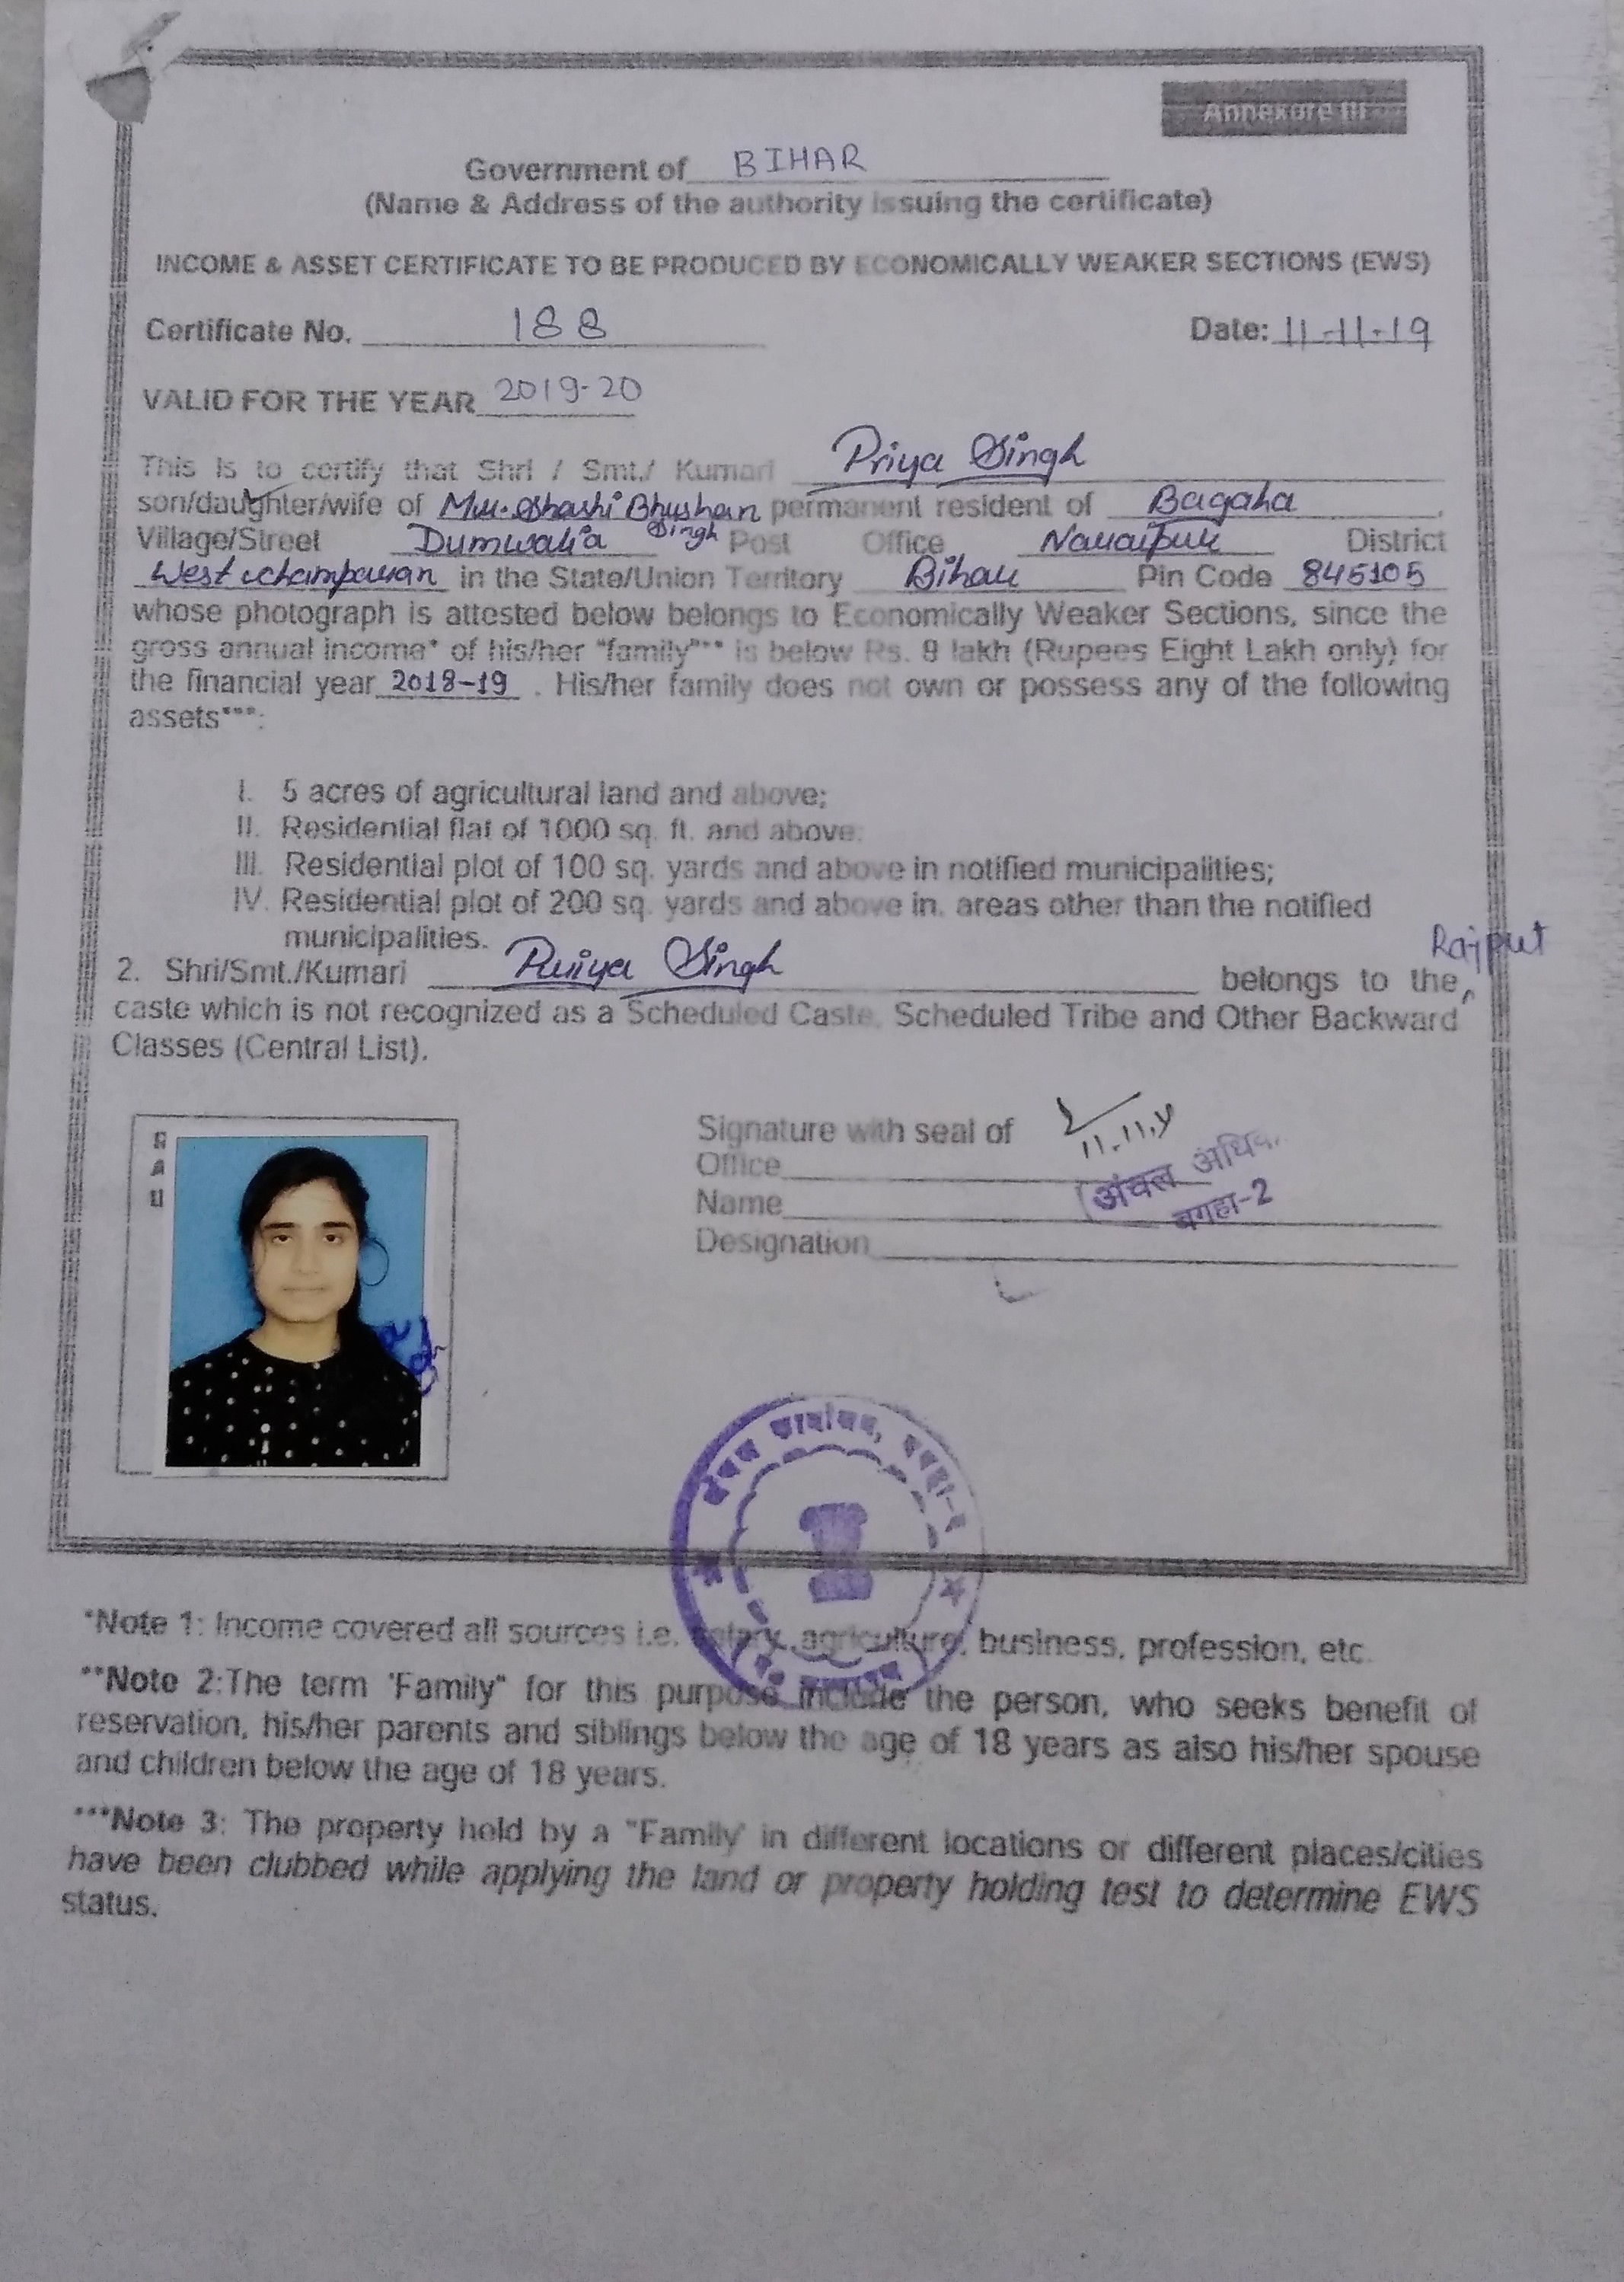 Annexure III
Government of BIHAR
(Name & Address of the authority issuing the certificate)
INCOME & ASSET CERTIFICATE TO BE PRODUCED BY ECONOMICALLY WEAKER SECTIONS (EWS)
Certificate No. 188 Date: 11-11-19
VALID FOR THE YEAR 2019-20
This is to certify that Shri / Smt./ Kumari Priya Singh
son/daughter/wife of Mr. Shashi Bhushan Singh permanent resident of Bagaha,
Village/Street Dumwalia Post Office Naraipur District
West champaran in the State/Union Territory Bihar Pin Code 845105
whose photograph is attested below belongs to Economically Weaker Sections, since the
gross annual income* of his/her "family"** is below Rs. 8 lakh (Rupees Eight Lakh only) for
the financial year 2018-19 . His/her family does not own or possess any of the following
assets***:
I. 5 acres of agricultural land and above;
II. Residential flat of 1000 sq. ft. and above;
III. Residential plot of 100 sq. yards and above in notified municipalities;
IV. Residential plot of 200 sq. yards and above in. areas other than the notified
municipalities.
2. Shri/Smt./Kumari Priya Singh belongs to the Rajput
caste which is not recognized as a Scheduled Caste, Scheduled Tribe and Other Backward
Classes (Central List).
Signature with seal of
11.11.19
Office
अंचल अधि
Name
बगहा-2
Designation
*Note 1: Income covered all sources i.e. salary, agriculture, business, profession, etc.
**Note 2:The term 'Family" for this purpose include the person, who seeks benefit of
reservation, his/her parents and siblings below the age of 18 years as also his/her spouse
and children below the age of 18 years.
***Note 3: The property hold by a "Family' in different locations or different places/cities
have been clubbed while applying the land or property holding test to determine EWS
status.